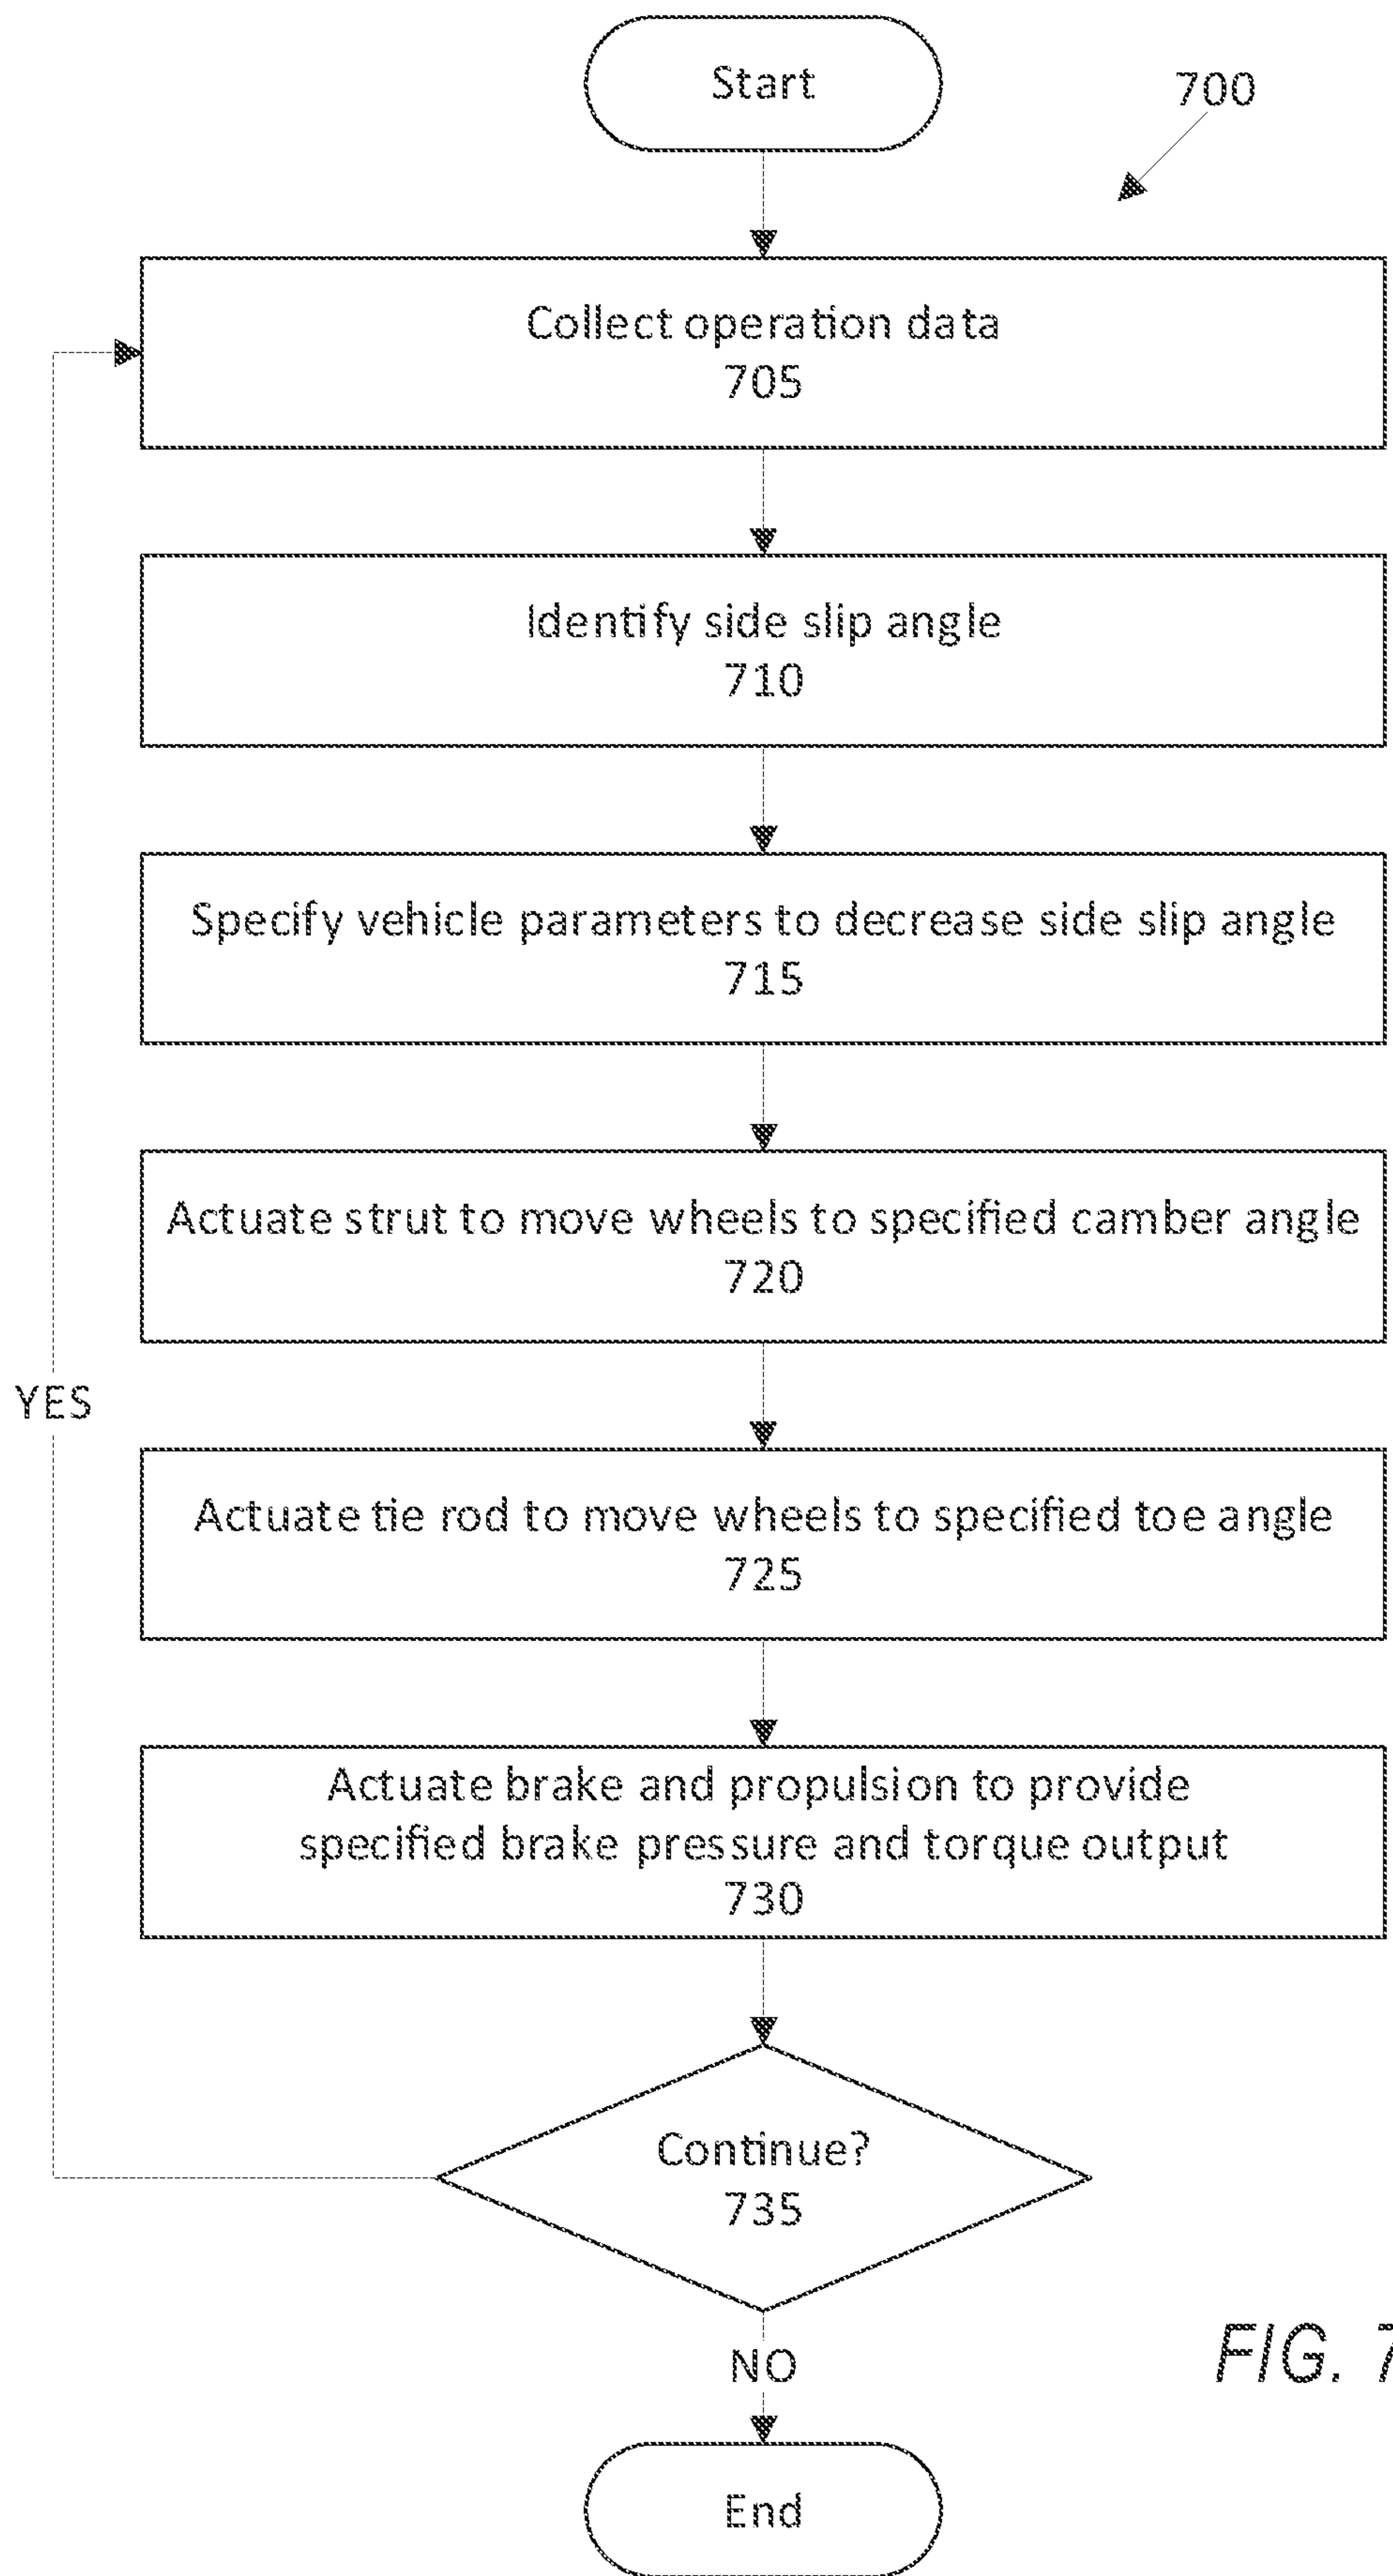 Start
700
Collect operation data
705
Identify side slip angle
710
Specify vehicle parameters to decrease side slip angle
715
Actuate strut to move wheels to specified camber angle
720
YES
Actuate tie rod to move wheels to specified toe angle
725
Actuate brake and propulsion to provide
specified brake pressure and torque output
730
Continue?
735
NO
FIG. 7
End